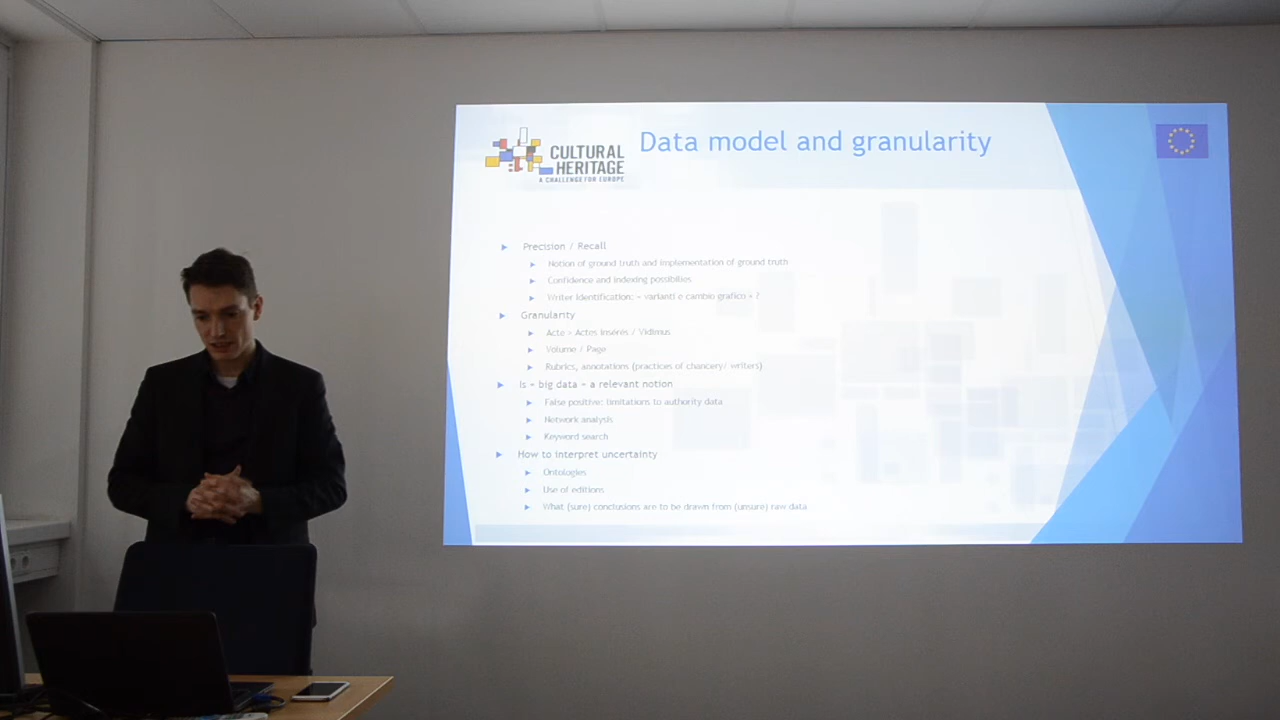 CULTURAL
HERITAGE
A CHALLENGE FOR EUROPE
Data model and granularity
Precision / Recall
Notion of ground truth and implementation of ground truth
Confidence and indexing possibilies
Writer identification: « varianti o cambio grafico » ?
Granularity
Acte > Actes insérés / Vidimus
Volume / Page
Rubrics, annotations (practices of chancery/ writers)
Is « big data » a relevant notion
False positive: limitations to authority data
Network analysis
Keyword search
How to interpret uncertainty
Ontologies
Use of editions
What (sure) conclusions are to be drawn from (unsure) raw data